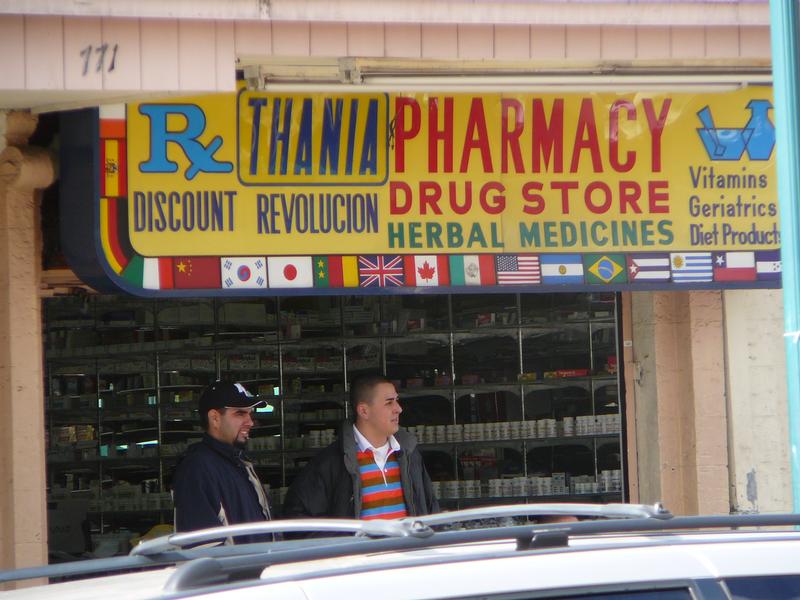 771
Rx THANIA PHARMACY
DISCOUNT REVOLUCION DRUG STORE
HERBAL MEDICINES
Vitamins
Geriatrics
Diet Products